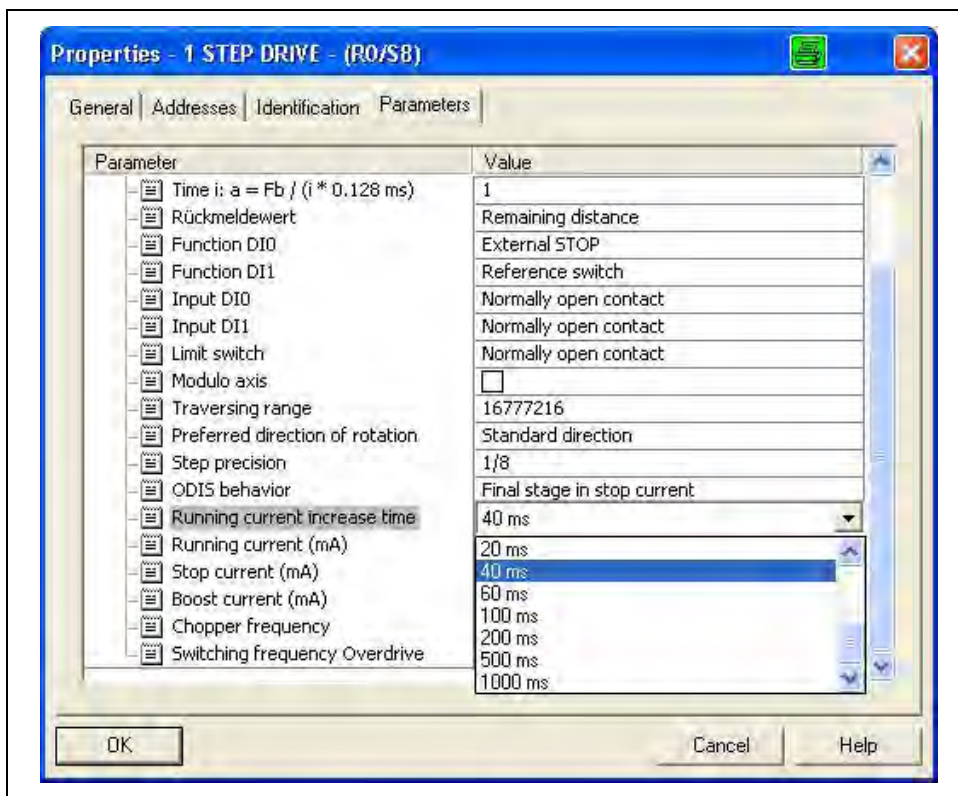 Properties - 1 STEP DRIVE - (R0/S8)
General Addresses Identification Parameters
Parameter Value
Time i: a = Fb / (i * 0.128 ms) 1
Rückmeldewert Remaining distance
Function DI0 External STOP
Function DI1 Reference switch
Input DI0 Normally open contact
Input DI1 Normally open contact
Limit switch Normally open contact
Modulo axis
Traversing range 16777216
Preferred direction of rotation Standard direction
Step precision 1/8
ODIS behavior Final stage in stop current
Running current increase time 40 ms
Running current (mA) 20 ms
Stop current (mA) 40 ms
Boost current (mA) 60 ms
Chopper frequency 100 ms
Switching frequency Overdrive 200 ms
500 ms
1000 ms
OK Cancel Help